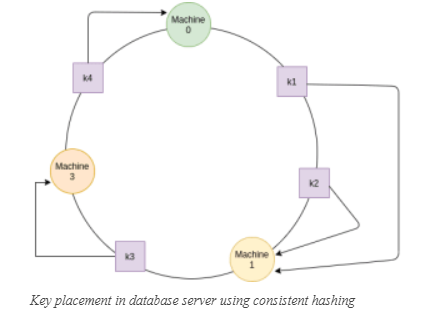 Machine
0
k4
k1
Machine
3
k2
k3
Machine
1
Key placement in database server using consistent hashing